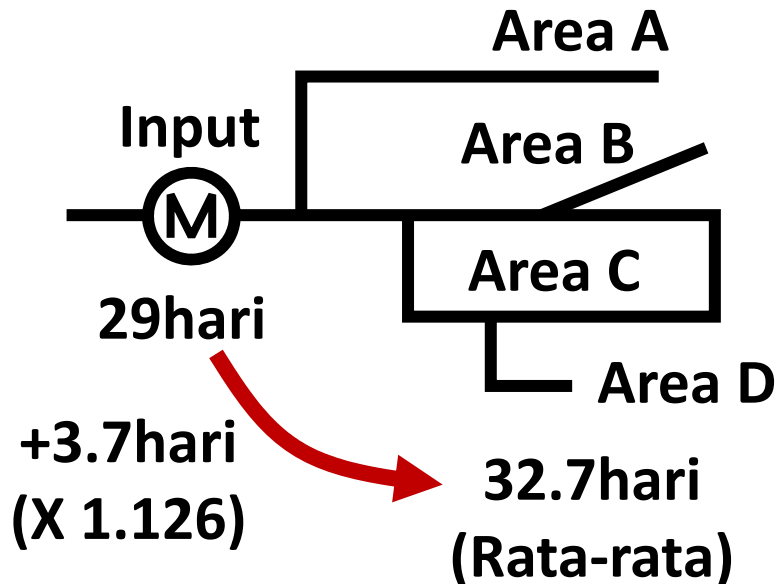 Area A
Input
Area B
M
Area C
29hari
Area D
+3.7hari
(X 1.126)
32.7hari
(Rata-rata)